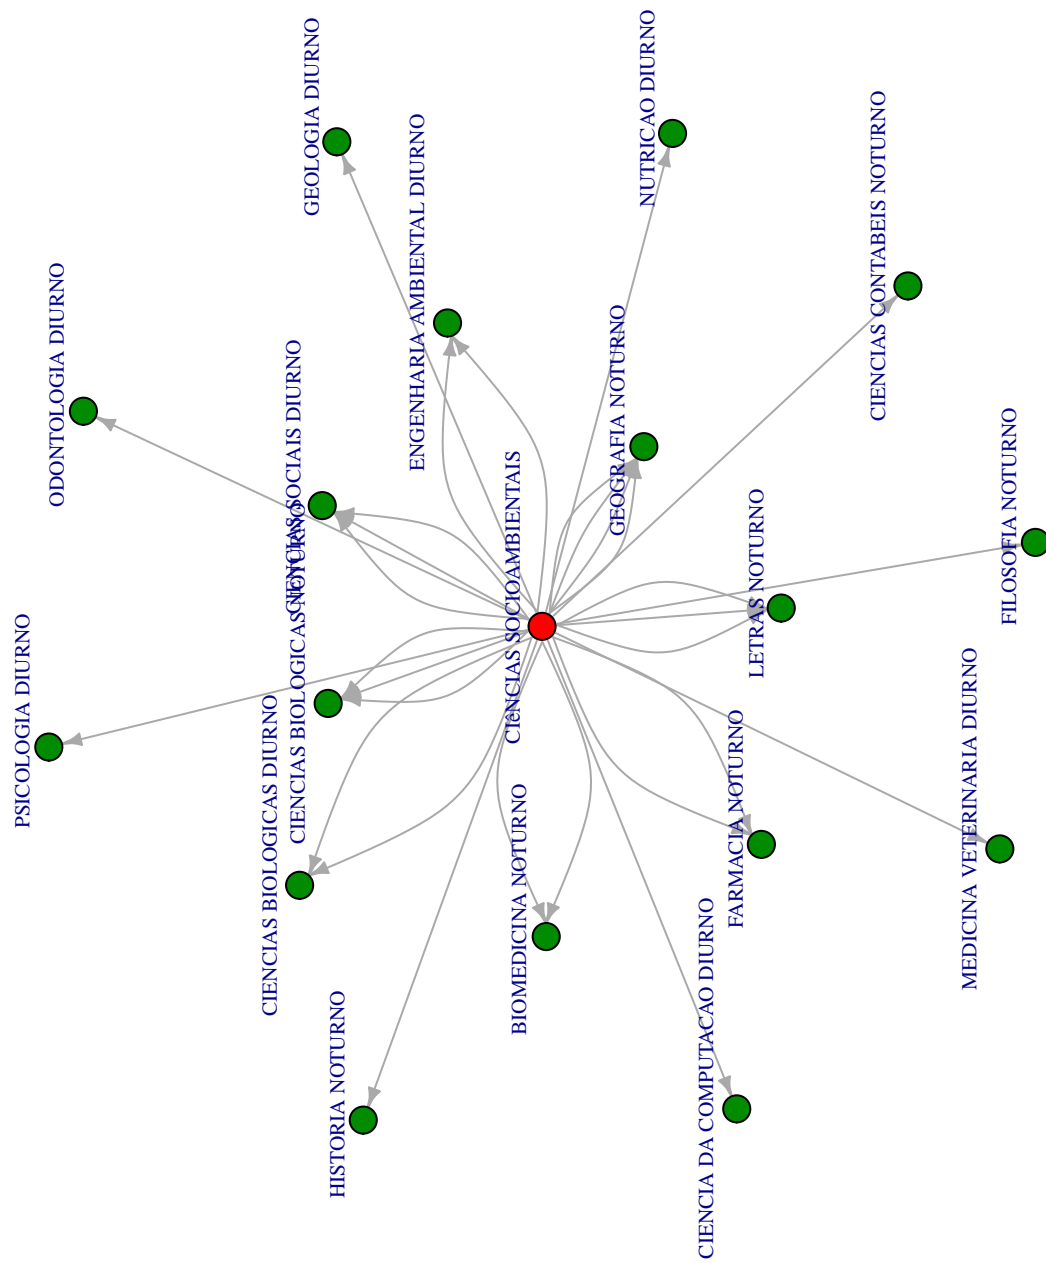 GEOLOGIA DIURNO
NUTRICAO DIURNO
ENGENHARIA AMBIENTAL DIURNO
CIENCIAS CONTABEIS NOTURNO
ODONTOLOGIA DIURNO
CIENCIAS SOCIAIS DIURNO
GEOGRAFIA NOTURNO
FILOSOFIA NOTURNO
CIêNCIAS SOCIOAMBIENTAIS
LETRAS NOTURNO
CIENCIAS BIOLOGICAS NOTURNO
PSICOLOGIA DIURNO
MEDICINA VETERINARIA DIURNO
CIENCIAS BIOLOGICAS DIURNO
FARMACIA NOTURNO
BIOMEDICINA NOTURNO
CIENCIA DA COMPUTACAO DIURNO
HISTORIA NOTURNO